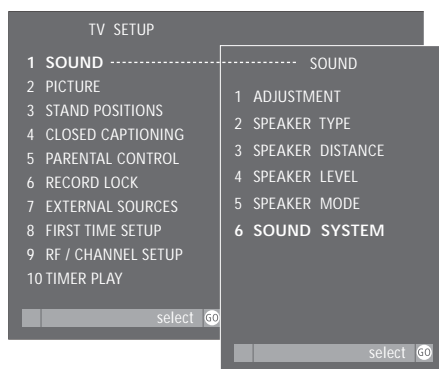 TV SETUP
1 SOUND
2 PICTURE
3 STAND POSITIONS
4 CLOSED CAPTIONING
5 PARENTAL CONTROL
6 RECORD LOCK
7 EXTERNAL SOURCES
8 FIRST TIME SETUP
9 RF / CHANNEL SETUP
10 TIMER PLAY
select GO
SOUND
1 ADJUSTMENT
2 SPEAKER TYPE
3 SPEAKER DISTANCE
4 SPEAKER LEVEL
5 SPEAKER MODE
6 SOUND SYSTEM
select GO